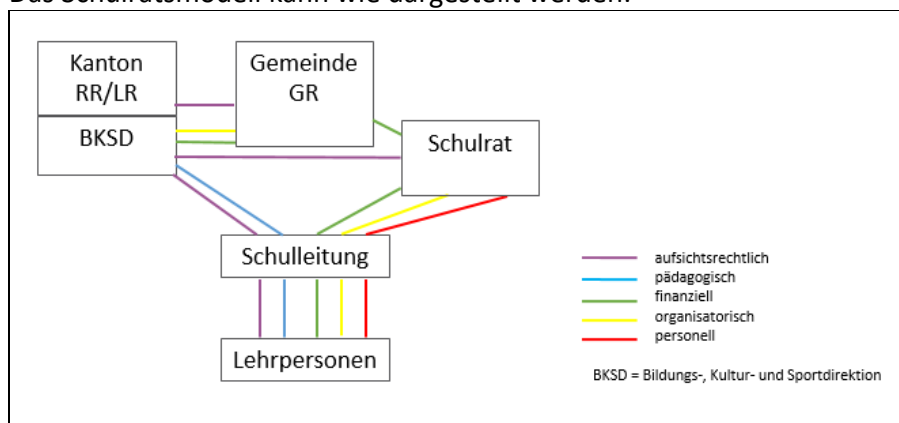 Das Schulratsmodell kann wie dargestellt werden:
Kanton
RR/LR
Gemeinde
GR
BKSD
Schulrat
Schulleitung
Lehrpersonen
aufsichtsrechtlich
pädagogisch
finanziell
organisatorisch
personell
BKSD = Bildungs-, Kultur- und Sportdirektion